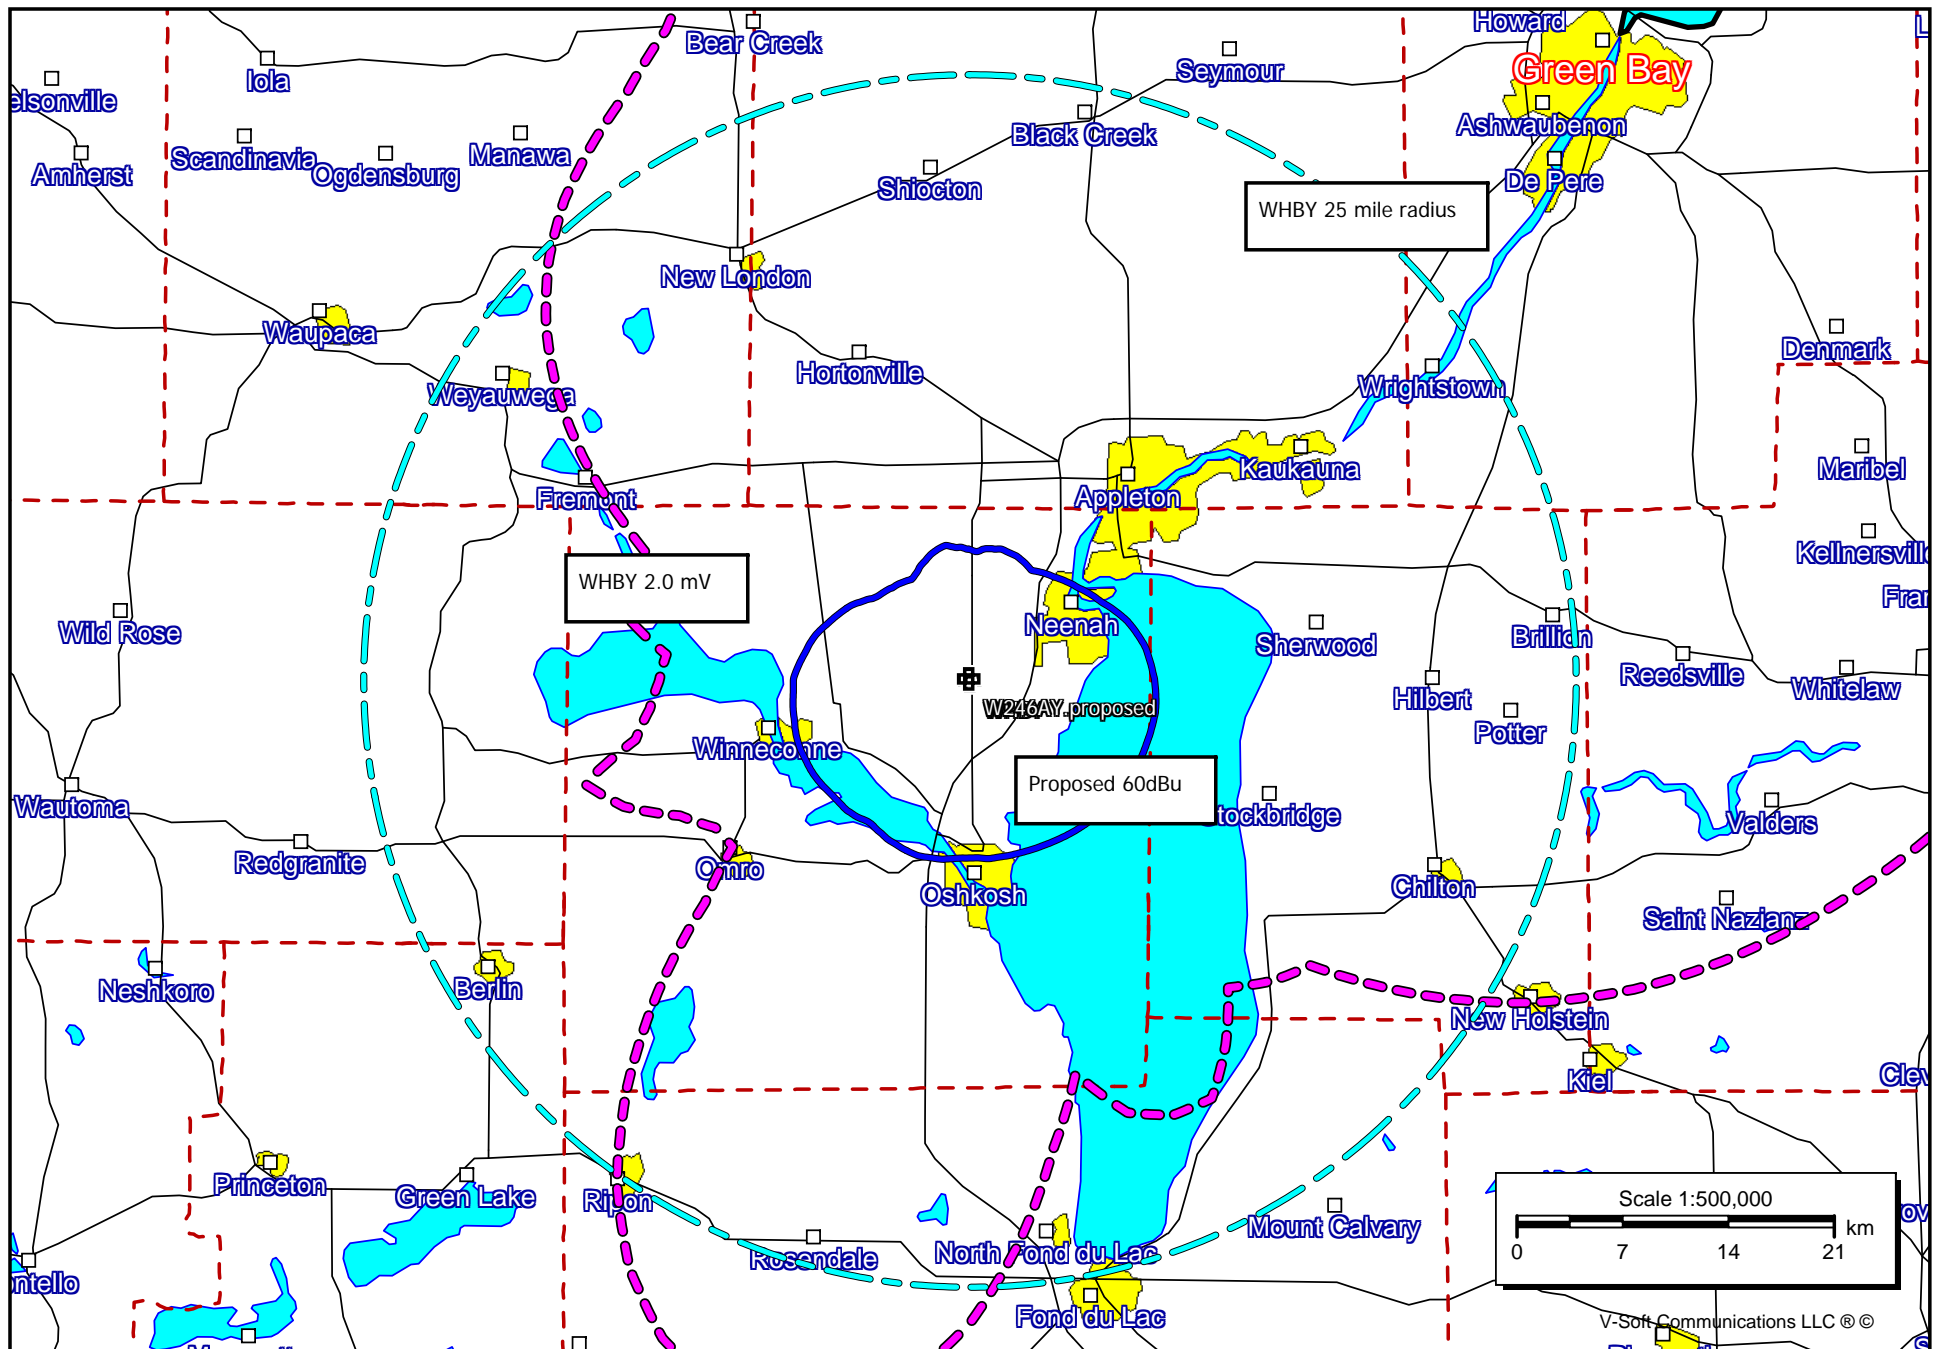 Howard
Bear Creek
Green Bay
Seymour
Iola
elsonville
Ashwaubenon
Black Creek
Manawa
Scandinavia
Ogdensburg
Amherst
De Pere
Shiocton
WHBY 25 mile radius
New London
Waupaca
Denmark
Hortonville
Wrightstown
Weyauwega
Kaukauna
Maribel
Appleton
Fremont
Kellnersville
WHBY 2.0 mV
Neenah
Wild Rose
Sherwood
Brillion
Reedsville
Whitelaw
Hilbert
W246AY.proposed
Potter
Winneconne
Proposed 60dBu
Wautoma
tockbridge
Valders
Redgranite
Omro
Chilton
Oshkosh
Saint Nazianz
Neshkoro
Berlin
New Holstein
Kiel
Clev
Princeton
Green Lake
Ripon
Scale 1:500,000
Mount Calvary
km
0 7 14 21
North Fond du Lac
Rosendale
ntello
Fond du Lac
V-Soft Communications LLC ® ©